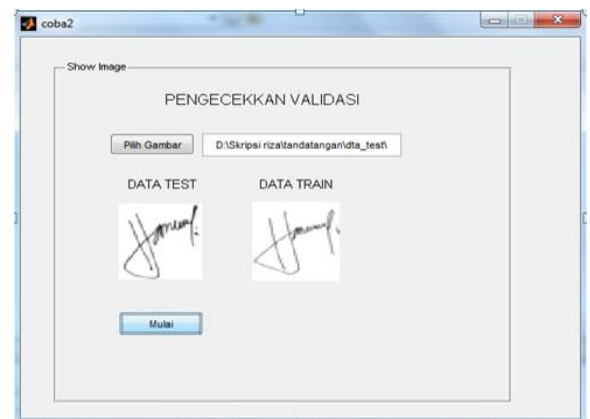 coba2
Show Image
PENGECEKKAN VALIDASI
Pilih Gambar
D:\Skripsi riza\tandatangan\dta_test\
DATA TEST
DATA TRAIN
Mulai